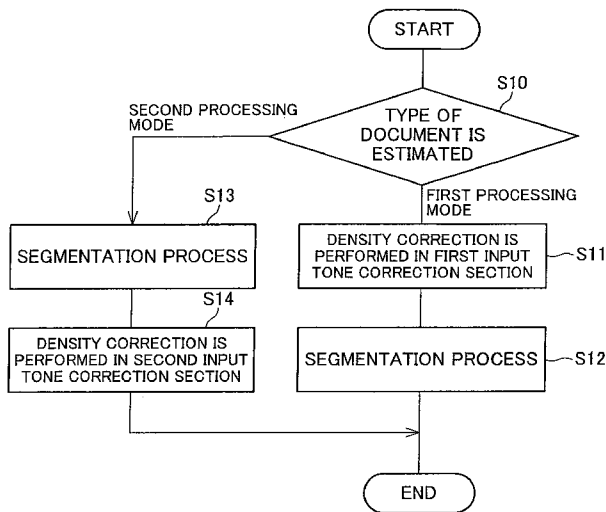 START
S10
TYPE OF
DOCUMENT IS
ESTIMATED
SECOND PROCESSING
MODE
FIRST PROCESSING
MODE
S13
SEGMENTATION PROCESS
DENSITY CORRECTION IS
PERFORMED IN FIRST INPUT
TONE CORRECTION SECTION
S11
S14
DENSITY CORRECTION IS
PERFORMED IN SECOND INPUT
TONE CORRECTION SECTION
SEGMENTATION PROCESS
S12
END